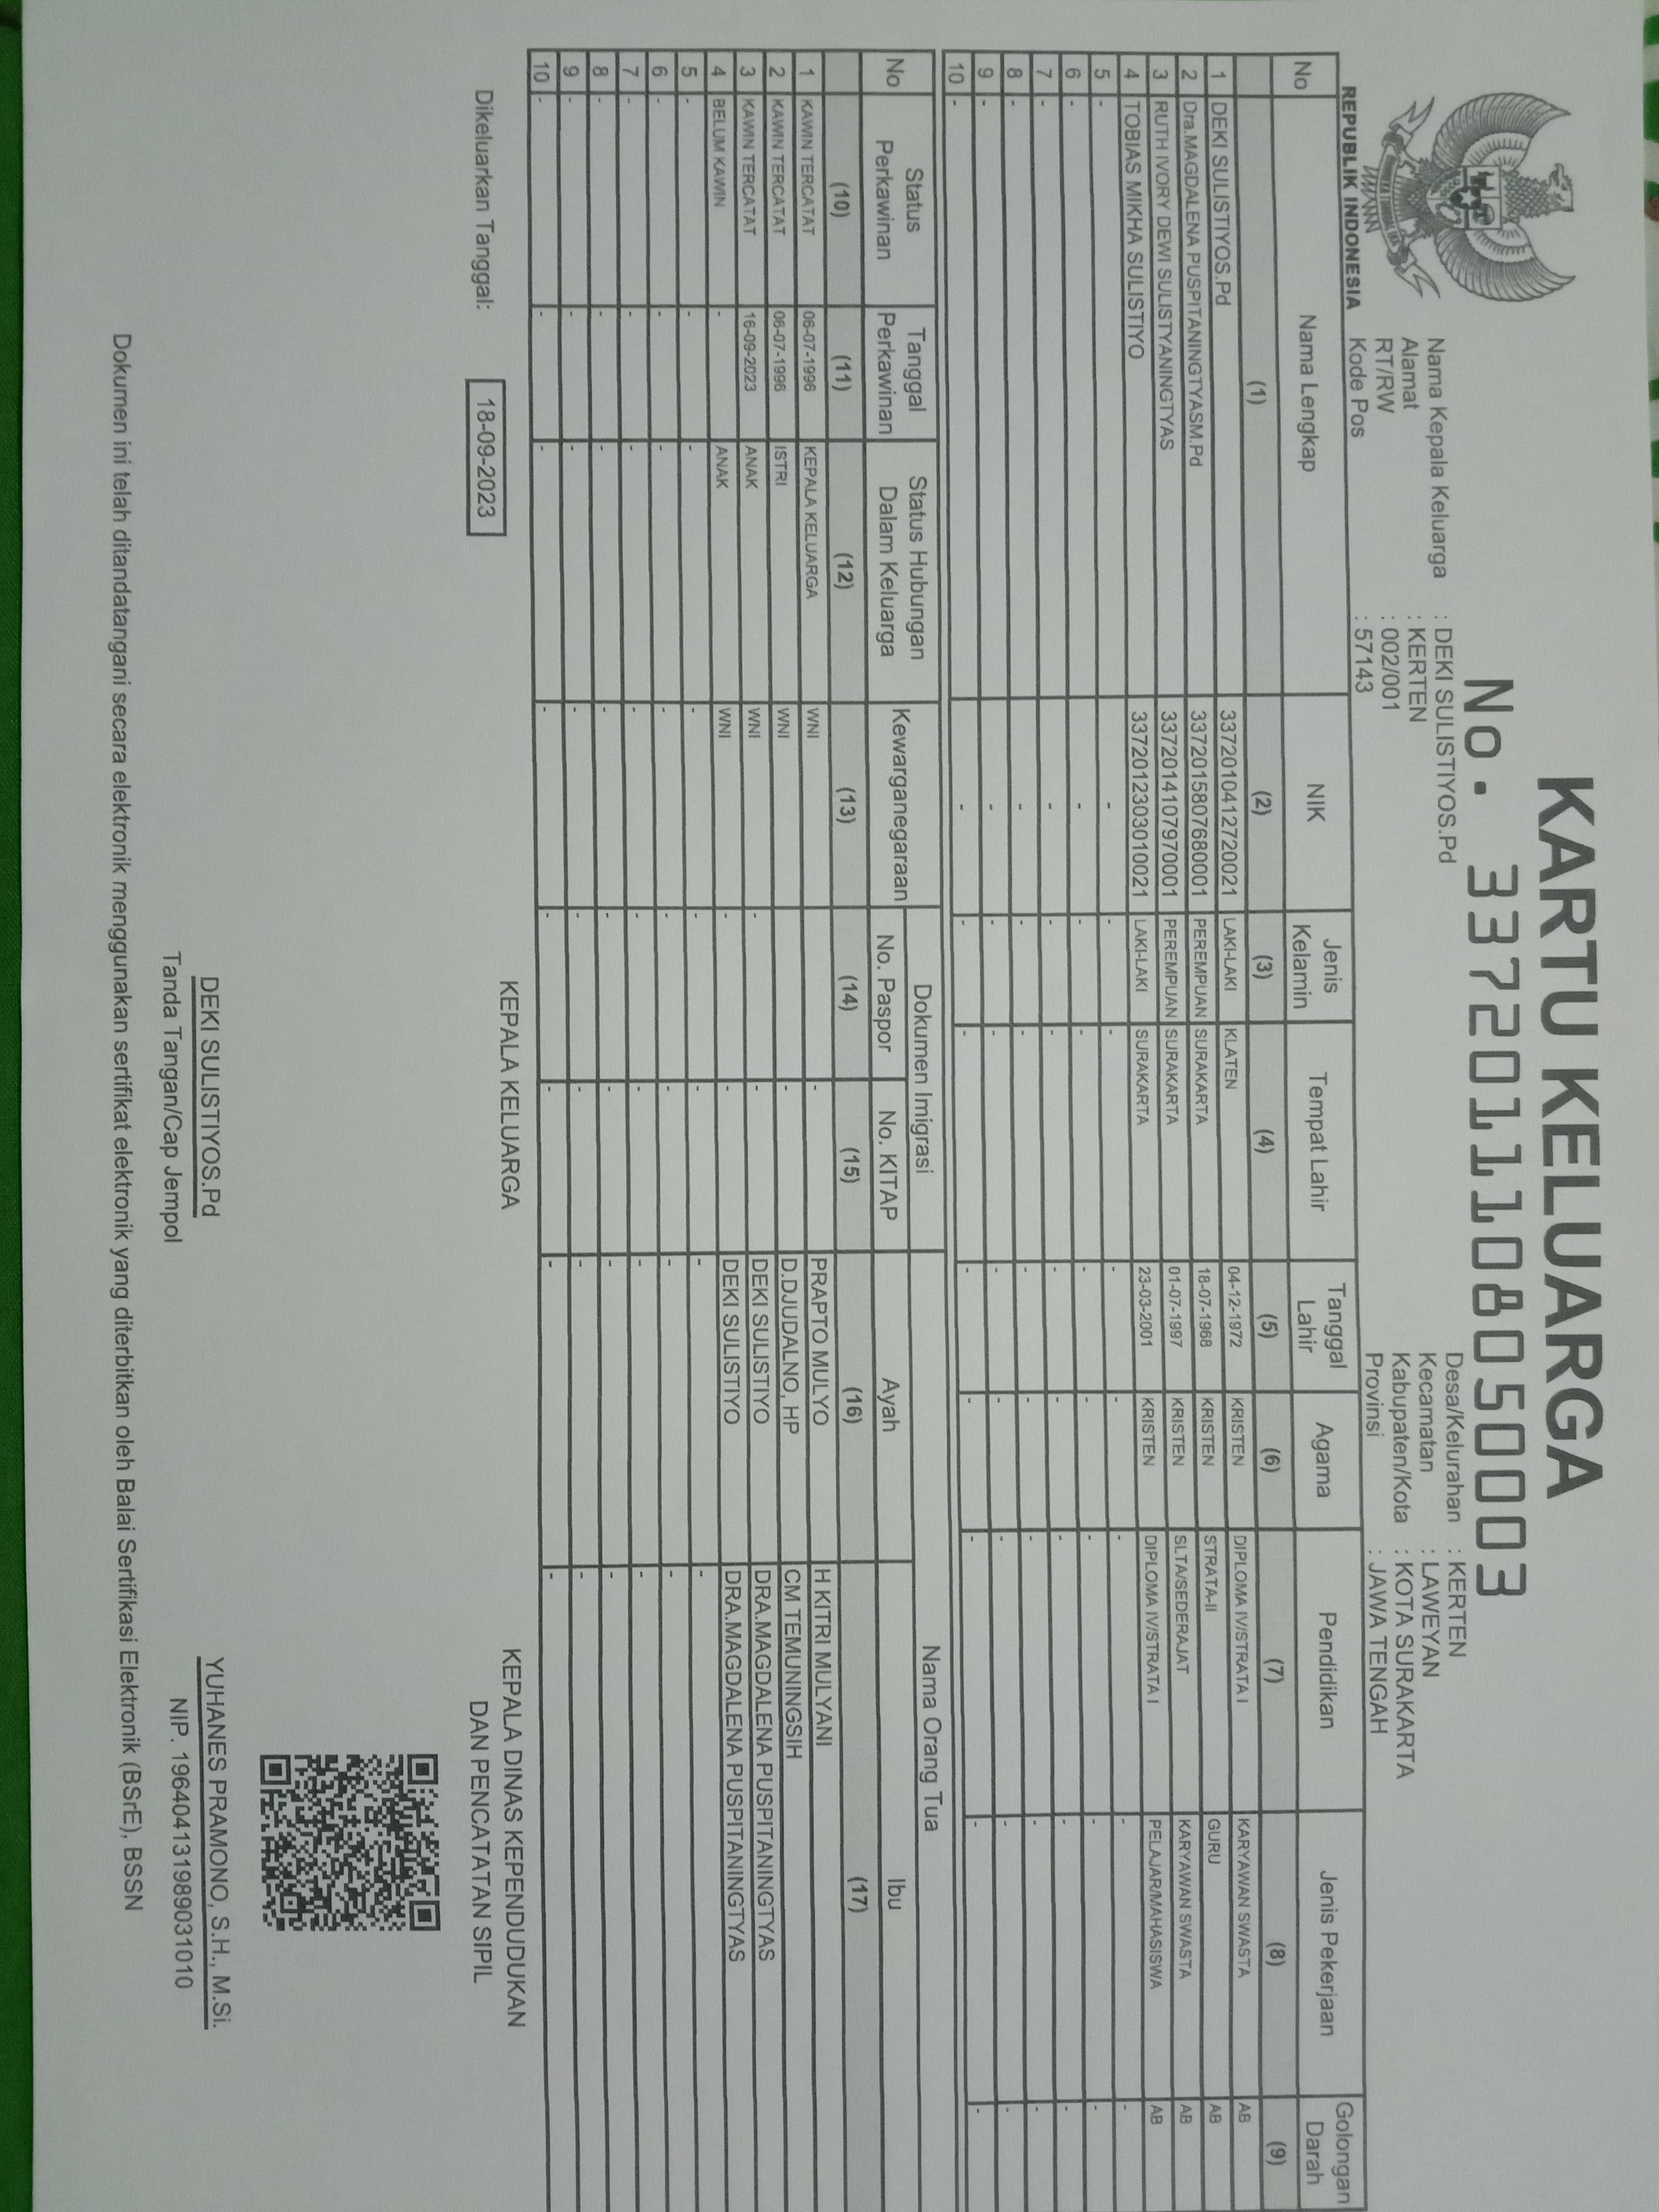 KARTU KELUARGA
No. 3372011108050003
REPUBLIK INDONESIA
Nama Kepala Keluarga : DEKI SULISTIYOS.Pd
Alamat : KERTEN
RT/RW : 002/001
Kode Pos : 57143
Desa/Kelurahan : KERTEN
Kecamatan : LAWEYAN
Kabupaten/Kota : KOTA SURAKARTA
Provinsi : JAWA TENGAH
No Nama Lengkap NIK Jenis Kelamin Tempat Lahir Tanggal Lahir Agama Pendidikan Jenis Pekerjaan Golongan Darah
(1) (2) (3) (4) (5) (6) (7) (8) (9)
1 DEKI SULISTIYOS.Pd 3372010412720021 LAKI-LAKI KLATEN 04-12-1972 KRISTEN DIPLOMA IV/STRATA I KARYAWAN SWASTA AB
2 Dra.MAGDALENA PUSPITANINGTYASM.Pd 3372015807680001 PEREMPUAN SURAKARTA 18-07-1968 KRISTEN STRATA-II GURU AB
3 RUTH IVORY DEWI SULISTYANINGTYAS 3372014107970001 PEREMPUAN SURAKARTA 01-07-1997 KRISTEN SLTA/SEDERAJAT KARYAWAN SWASTA AB
4 TOBIAS MIKHA SULISTIYO 3372012303010021 LAKI-LAKI SURAKARTA 23-03-2001 KRISTEN DIPLOMA IV/STRATA I PELAJAR/MAHASISWA AB
5 - - - - - - - - -
6 - - - - - - - - -
7 - - - - - - - - -
8 - - - - - - - - -
9 - - - - - - - - -
10 - - - - - - - - -
No Status Perkawinan Tanggal Perkawinan Status Hubungan Dalam Keluarga Kewarganegaraan Dokumen Imigrasi Nama Orang Tua
No. Paspor No. KITAP Ayah Ibu
(10) (11) (12) (13) (14) (15) (16) (17)
1 KAWIN TERCATAT 06-07-1996 KEPALA KELUARGA WNI - PRAPTO MULYO H KITRI MULYANI
2 KAWIN TERCATAT 06-07-1996 ISTRI WNI - D.DJUDALNO, HP CM TEMUNINGSIH
3 KAWIN TERCATAT 16-09-2023 ANAK WNI - - DEKI SULISTIYO DRA.MAGDALENA PUSPITANINGTYAS
4 BELUM KAWIN - ANAK WNI - - DEKI SULISTIYO DRA.MAGDALENA PUSPITANINGTYAS
5 - - - - - - - -
6 - - - - - - - -
7 - - - - - - - -
8 - - - - - - - -
9 - - - - - - - -
10 - - - - - - - -
Dikeluarkan Tanggal: 18-09-2023
KEPALA KELUARGA
DEKI SULISTIYOS.Pd
Tanda Tangan/Cap Jempol
KEPALA DINAS KEPENDUDUKAN
DAN PENCATATAN SIPIL
YUHANES PRAMONO, S.H., M.Si.
NIP. 196404131989031010
Dokumen ini telah ditandatangani secara elektronik menggunakan sertifikat elektronik yang diterbitkan oleh Balai Sertifikasi Elektronik (BSrE), BSSN